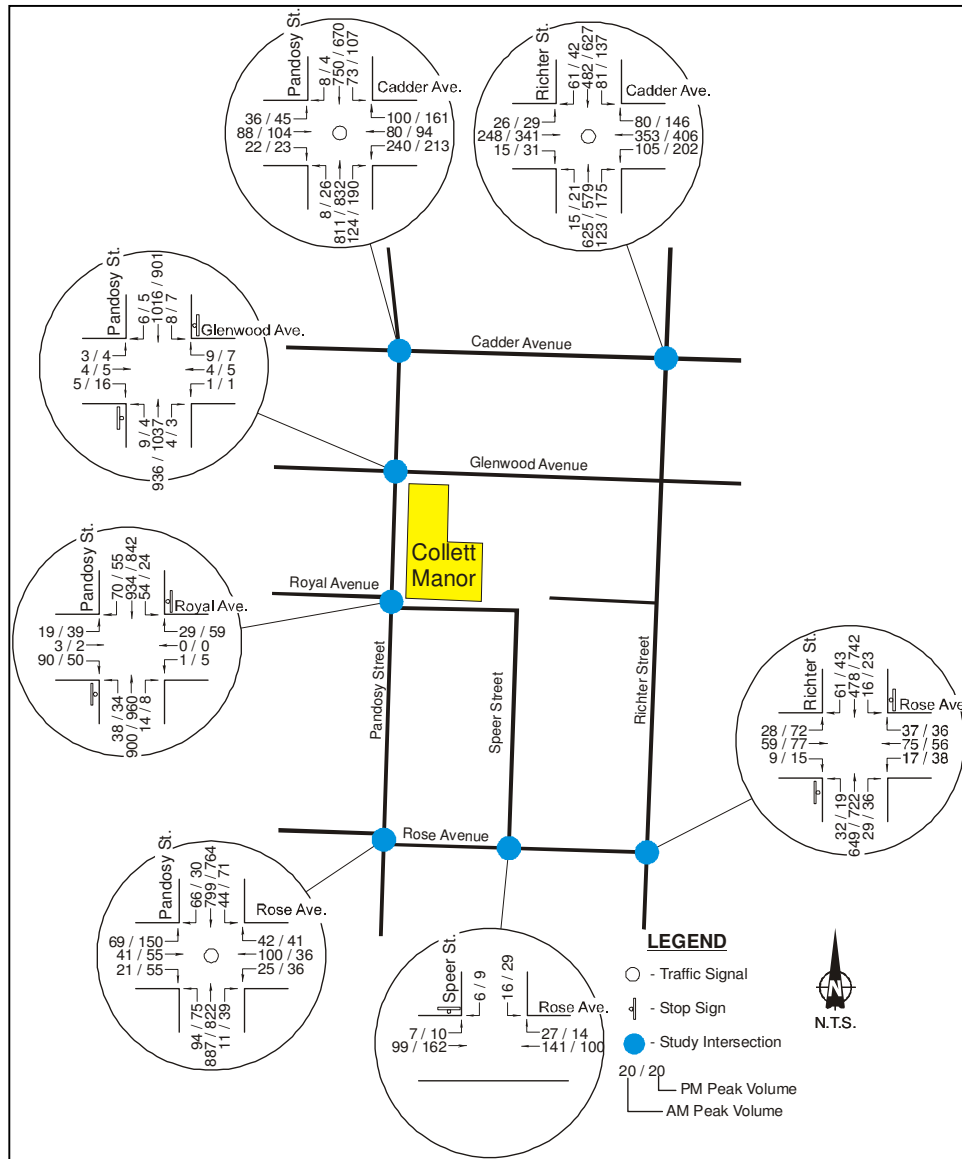 Pandosy St.
8 / 4
750 / 670
73 / 107
Cadder Ave.
36 / 45
88 / 104
22 / 23
100 / 161
80 / 94
240 / 213
8 / 26
811 / 832
124 / 190
Richter St.
61 / 42
482 / 627
81 / 137
Cadder Ave.
26 / 29
248 / 341
15 / 31
80 / 146
353 / 406
105 / 202
15 / 21
625 / 579
123 / 175
Pandosy St.
6 / 5
1016 / 901
8 / 7
Glenwood Ave.
3 / 4
4 / 5
5 / 16
9 / 7
4 / 5
1 / 1
9 / 4
936 / 1037
4 / 3
Cadder Avenue
Glenwood Avenue
Collett
Manor
Royal Avenue
Pandosy Street
Speer Street
Richter Street
Rose Avenue
Pandosy St.
70 / 55
934 / 842
54 / 24
Royal Ave.
19 / 39
3 / 2
90 / 50
29 / 59
0 / 0
1 / 5
38 / 34
900 / 960
14 / 8
Richter St.
61 / 43
478 / 742
16 / 23
Rose Ave.
28 / 72
59 / 77
9 / 15
37 / 36
75 / 56
17 / 38
32 / 19
649 / 722
29 / 36
Pandosy St.
66 / 30
799 / 764
44 / 71
Rose Ave.
69 / 150
41 / 55
21 / 55
42 / 41
100 / 36
25 / 36
94 / 75
887 / 822
11 / 39
Speer St.
6 / 9
16 / 29
Rose Ave.
7 / 10
99 / 162
27 / 14
141 / 100
LEGEND
- Traffic Signal
- Stop Sign
- Study Intersection
20 / 20
PM Peak Volume
AM Peak Volume
N
N.T.S.